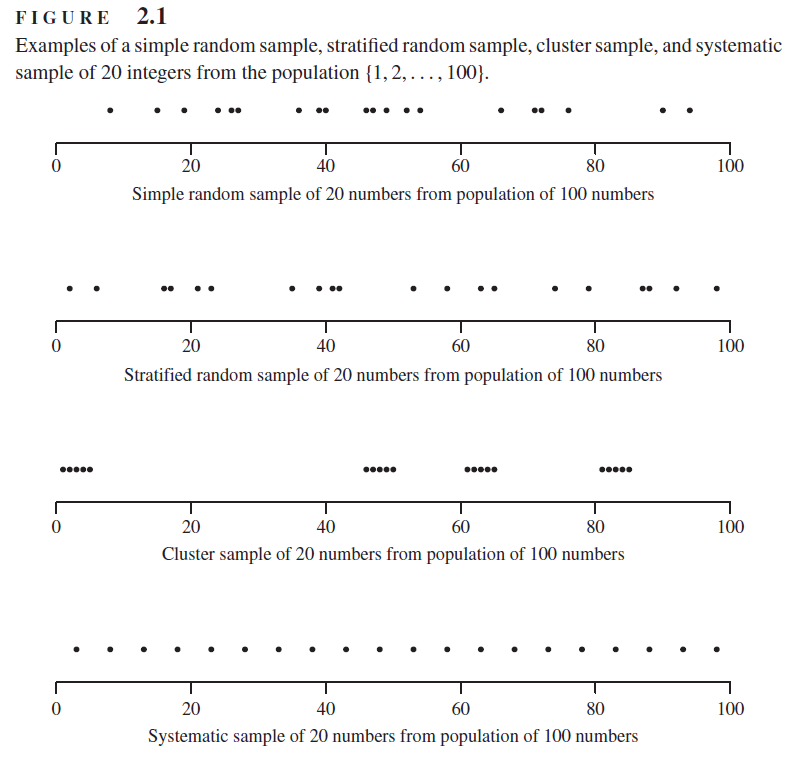 FIGURE 2.1
Examples of a simple random sample, stratified random sample, cluster sample, and systematic
sample of 20 integers from the population {1, 2, . . . , 100}.
0 20 40 60 80 100
Simple random sample of 20 numbers from population of 100 numbers
0 20 40 60 80 100
Stratified random sample of 20 numbers from population of 100 numbers
0 20 40 60 80 100
Cluster sample of 20 numbers from population of 100 numbers
0 20 40 60 80 100
Systematic sample of 20 numbers from population of 100 numbers